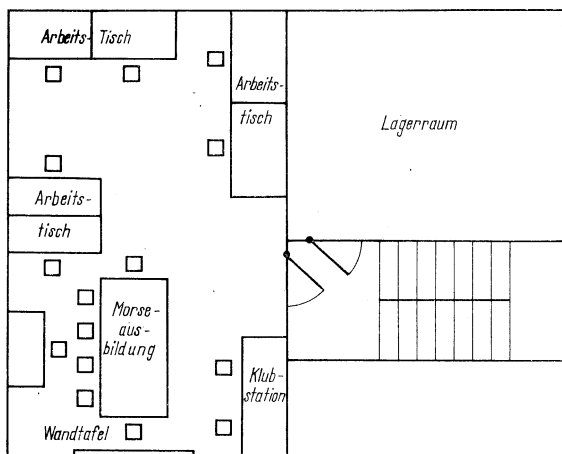 Arbeits- Tisch
Arbeits-
tisch
Lagerraum
Arbeits-
tisch
Morse-
aus-
bildung
Klub-
station
Wandtafel